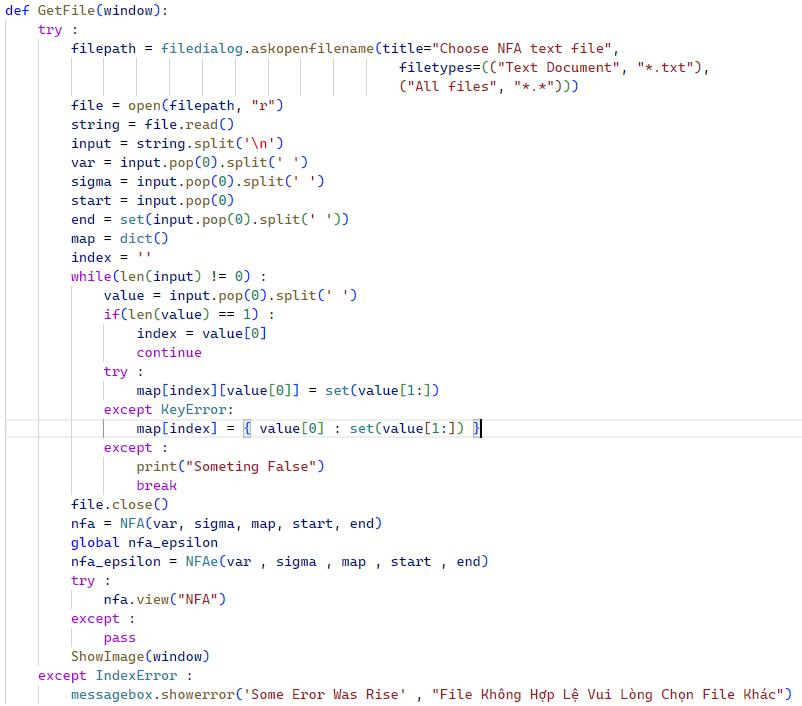 def GetFile(window):
    try :
        filepath = filedialog.askopenfilename(title="Choose NFA text file",
                                                filetypes=(("Text Document", "*.txt"),
                                                ("All files", "*.*")))
        file = open(filepath, "r")
        string = file.read()
        input = string.split('\n')
        var = input.pop(0).split(' ')
        sigma = input.pop(0).split(' ')
        start = input.pop(0)
        end = set(input.pop(0).split(' '))
        map = dict()
        index = ''
        while(len(input) != 0) :
            value = input.pop(0).split(' ')
            if(len(value) == 1) :
                index = value[0]
                continue
            try :
                map[index][value[0]] = set(value[1:])
            except KeyError:
                map[index] = { value[0] : set(value[1:]) }
            except :
                print("Someting False")
                break
        file.close()
        nfa = NFA(var, sigma, map, start, end)
        global nfa_epsilon
        nfa_epsilon = NFAe(var , sigma , map , start , end)
        try :
            nfa.view("NFA")
        except :
            pass
        ShowImage(window)
    except IndexError :
        messagebox.showerror('Some Eror Was Rise' , "File Không Hợp Lệ Vui Lòng Chọn File Khác")